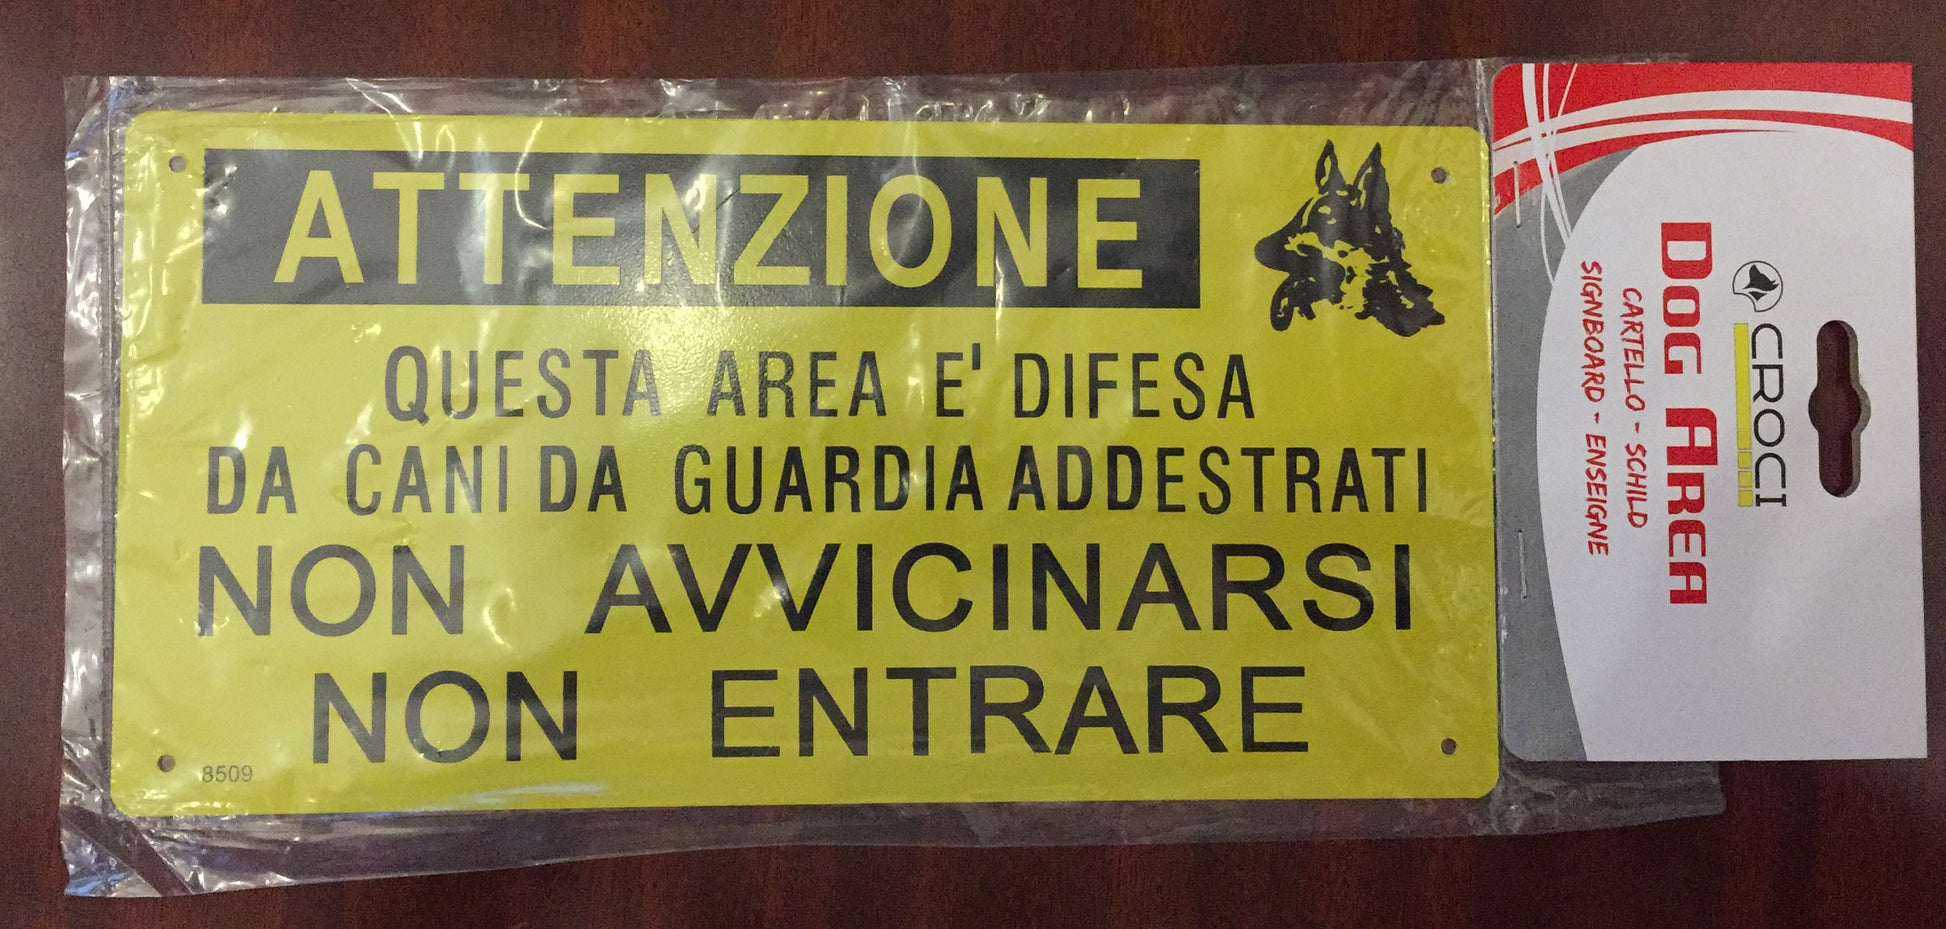 ATTENZIONE
QUESTA AREA E' DIFESA
DA CANI DA GUARDIA ADDESTRATI
NON AVVICINARSI
NON ENTRARE
8509
CROCI
DOG AREA
CARTELLO - SCHILD
SIGNBOARD - ENSEIGNE